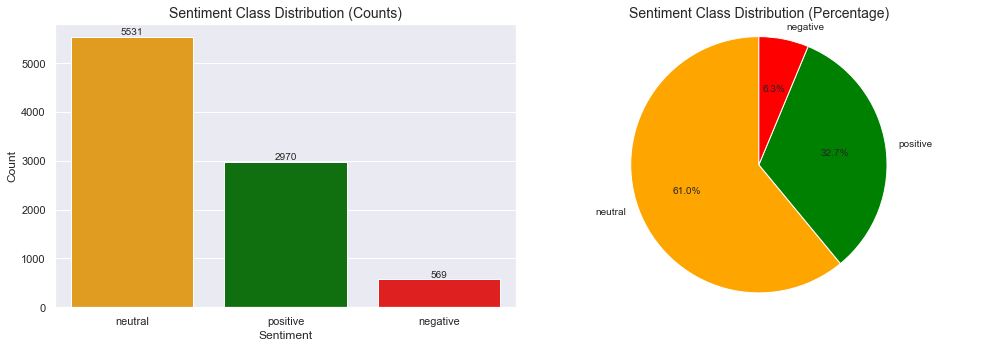 Sentiment Class Distribution (Counts)
5531
2970
569
5000
4000
3000
2000
1000
0
Count
neutral
positive
negative
Sentiment
Sentiment Class Distribution (Percentage)
negative
6.3%
positive
32.7%
61.0%
neutral